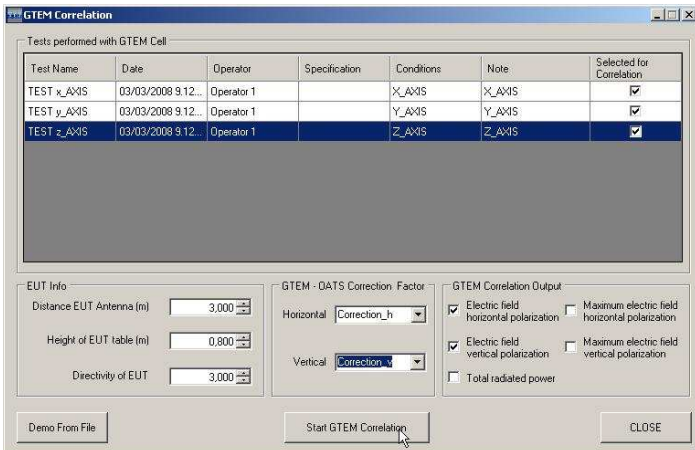 GTEM Correlation
Tests performed with GTEM Cell
Test Name Date Operator Specification Conditions Note Selected for Correlation
TEST x_AXIS 03/03/2008 9.12... Operator 1 X_AXIS X_AXIS
TEST y_AXIS 03/03/2008 9.12... Operator 1 Y_AXIS Y_AXIS
TEST z_AXIS 03/03/2008 9.12... Operator 1 Z_AXIS Z_AXIS
EUT Info
Distance EUT Antenna (m) 3,000
Height of EUT table (m) 0,800
Directivity of EUT 3,000
GTEM - OATS Correction Factor
Horizontal Correction_h
Vertical Correction_v
GTEM Correlation Output
Electric field horizontal polarization
Maximum electric field horizontal polarization
Electric field vertical polarization
Maximum electric field vertical polarization
Total radiated power
Demo From File
Start GTEM Correlation
CLOSE